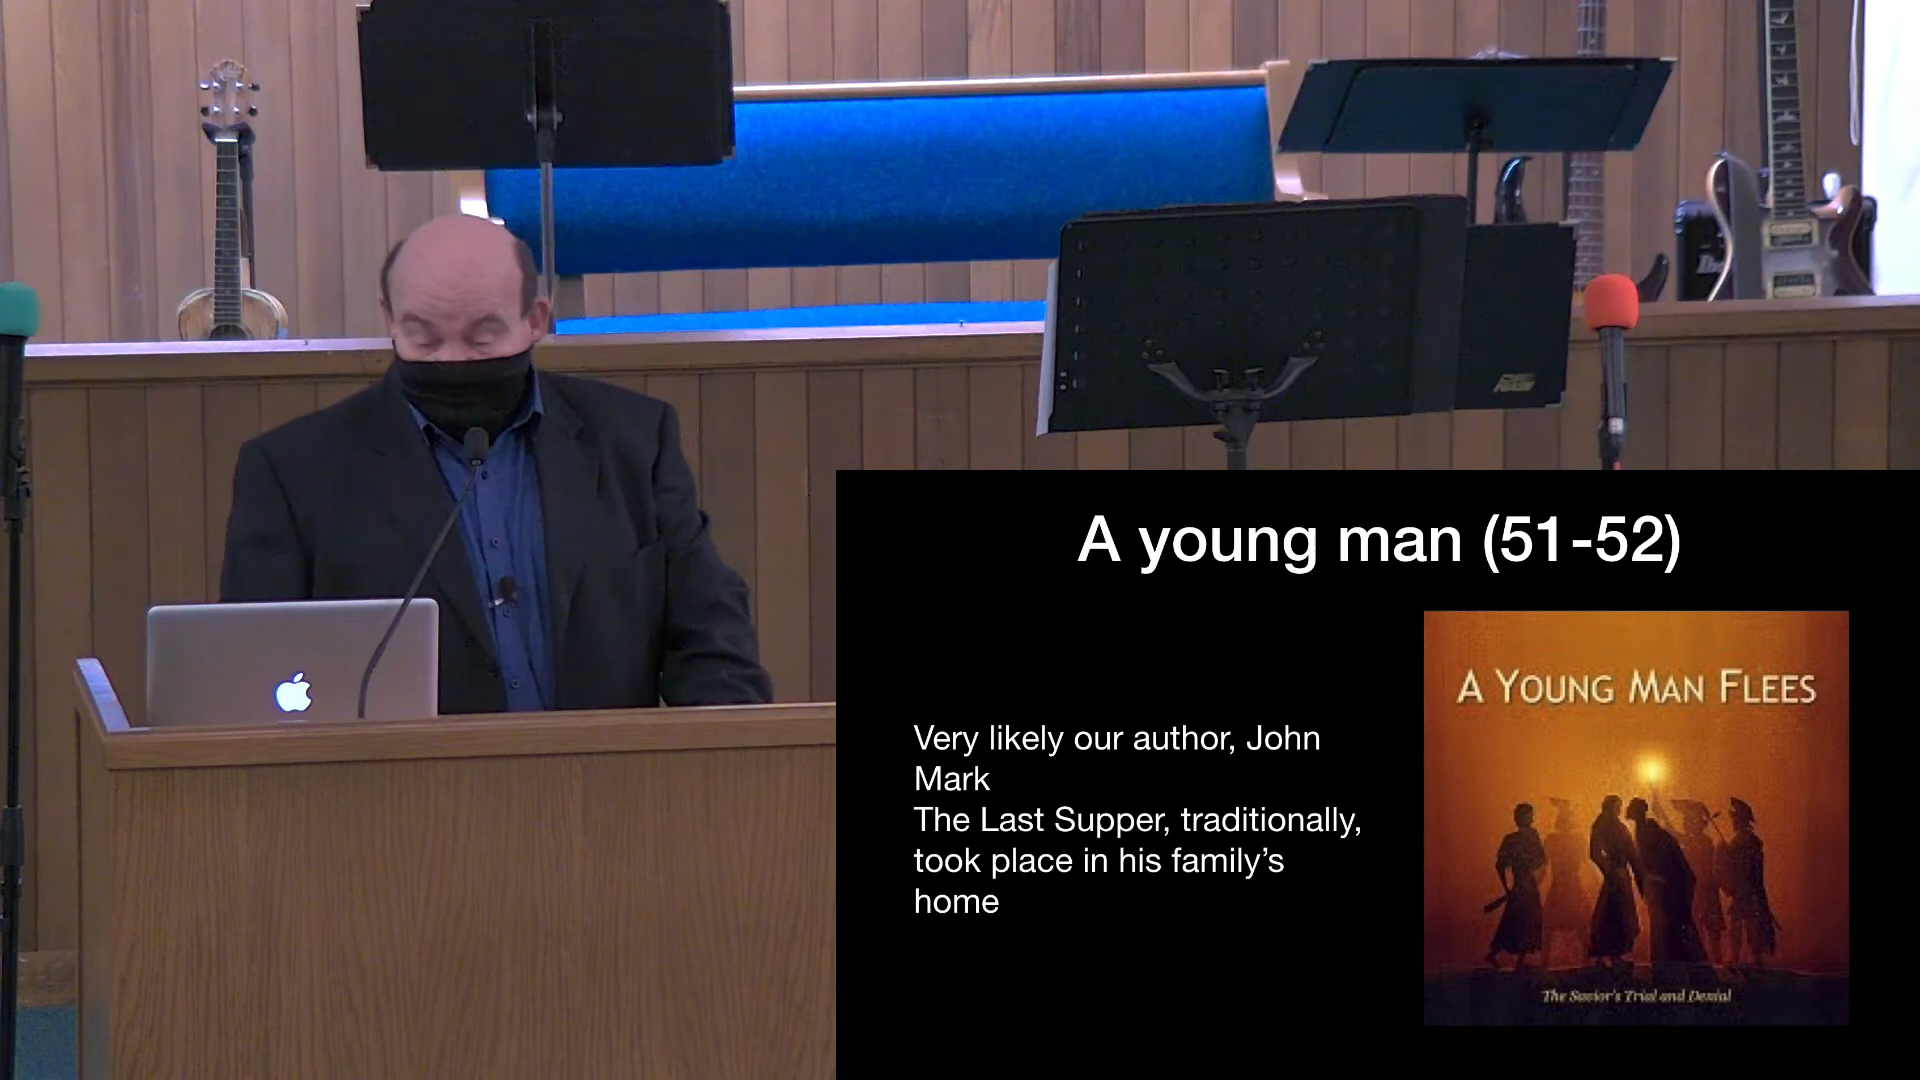 A young man (51-52)
Very likely our author, John
Mark
The Last Supper, traditionally,
took place in his family’s
home
A YOUNG MAN FLEES
The Savior's Trial and Denial